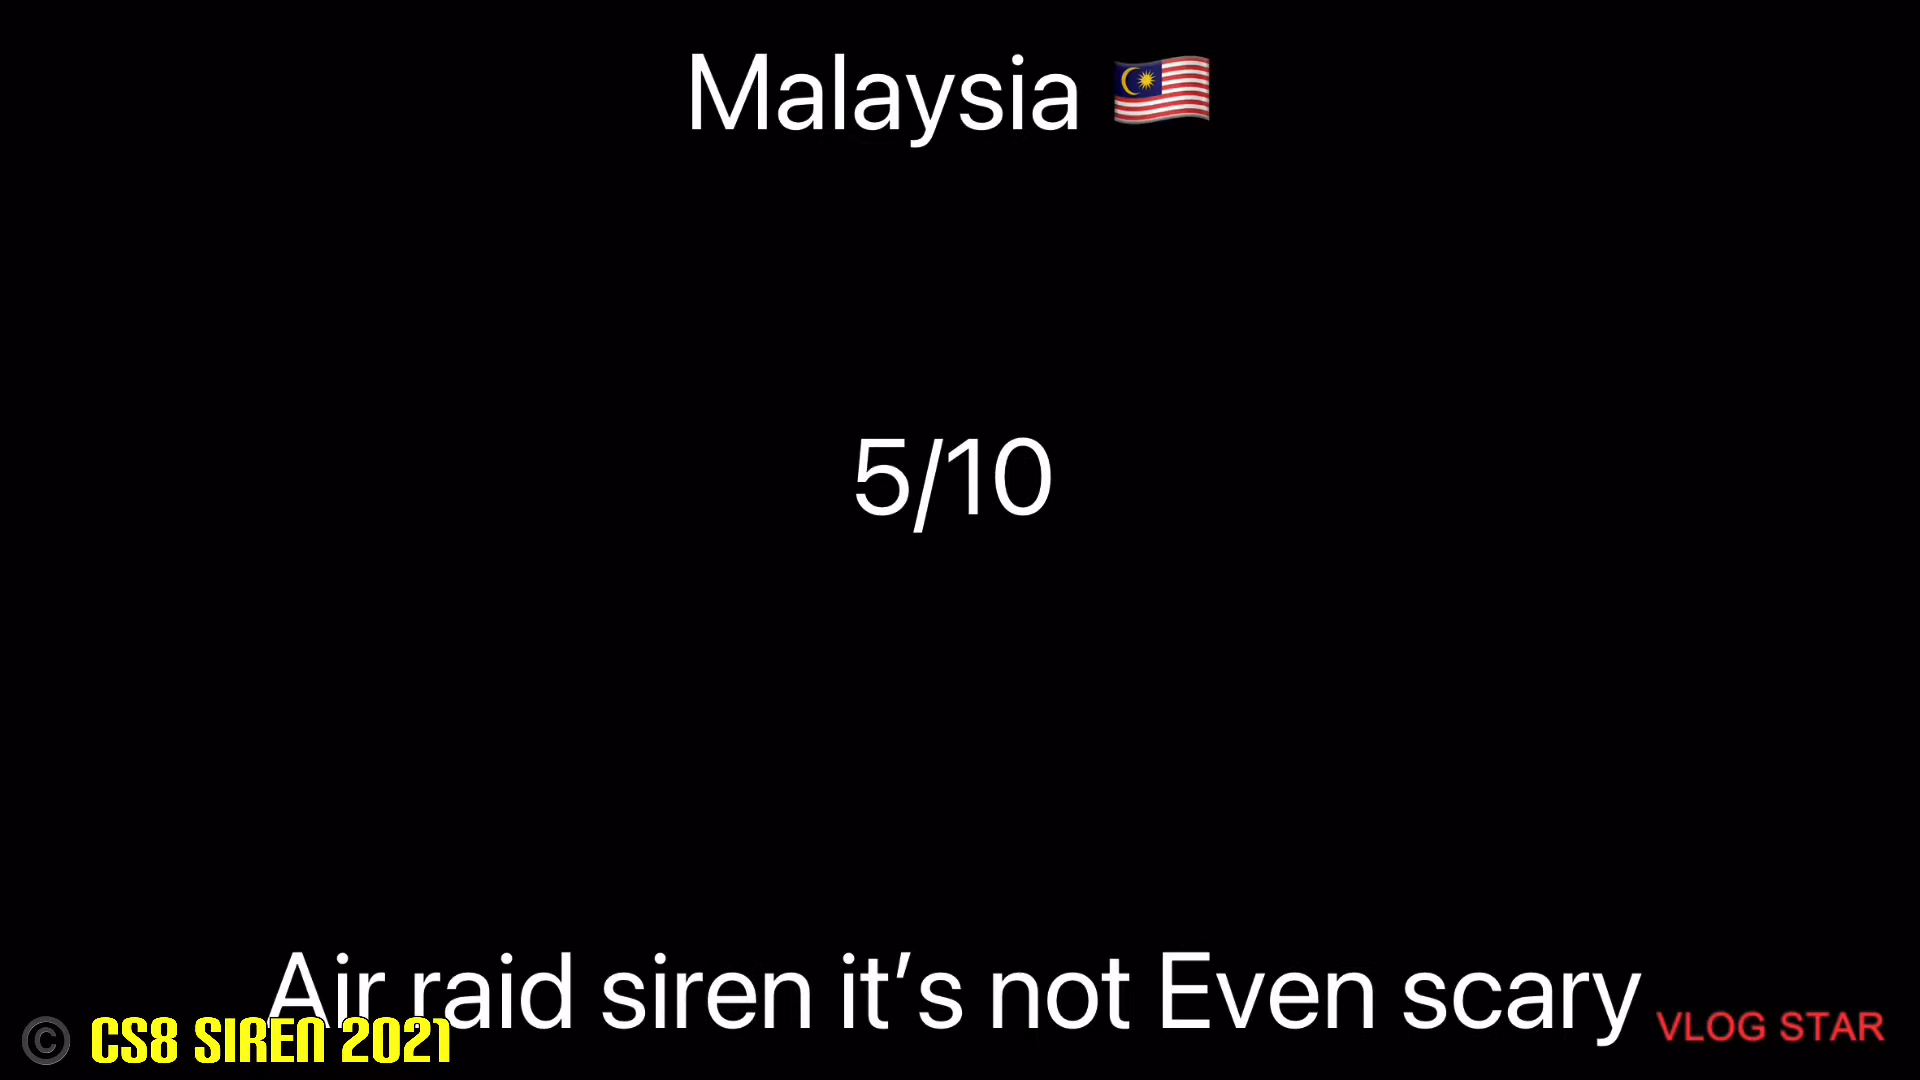 Malaysia 🇲🇾
5/10
Air raid siren it’s not Even scary
© CS8 SIREN 2021
VLOG STAR